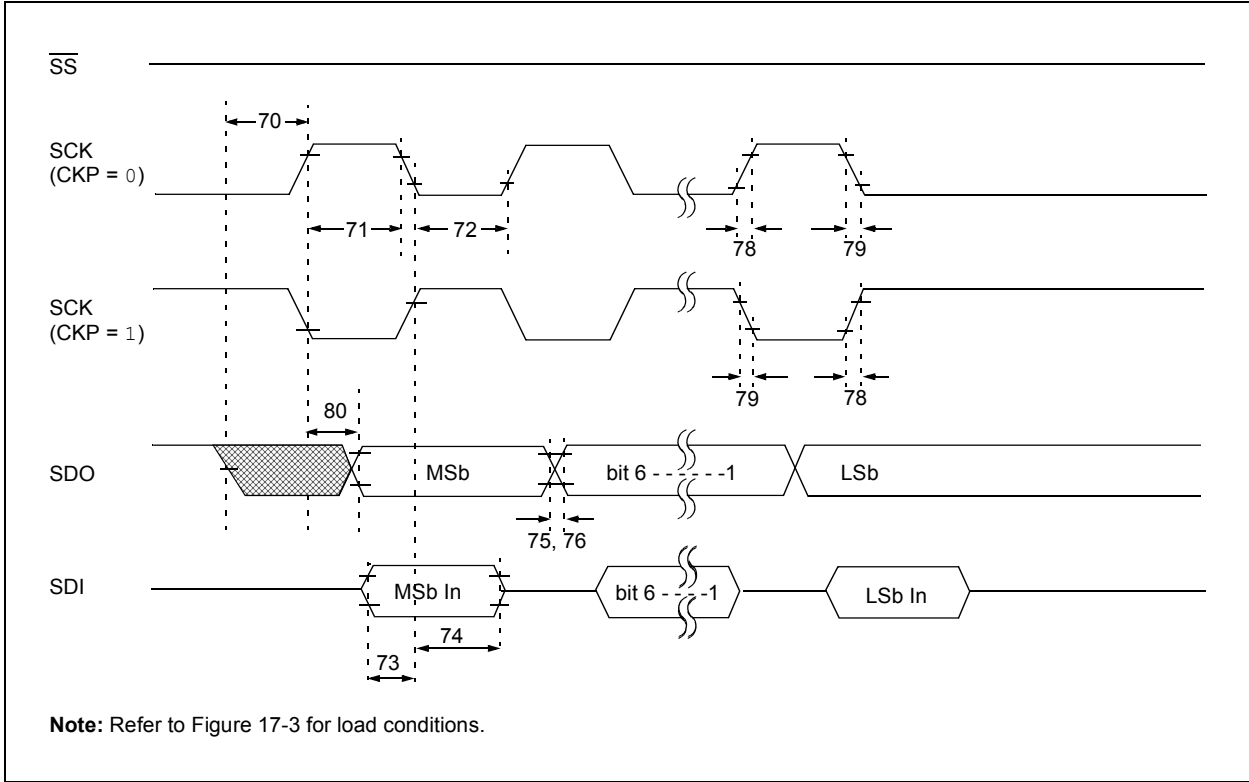 SS
70
SCK
(CKP = 0)
71
72
78
79
SCK
(CKP = 1)
79
78
80
SDO
MSb
bit 6 - - - - - -1
LSb
75, 76
SDI
MSb In
bit 6 - - - - -1
LSb In
74
73
Note: Refer to Figure 17-3 for load conditions.